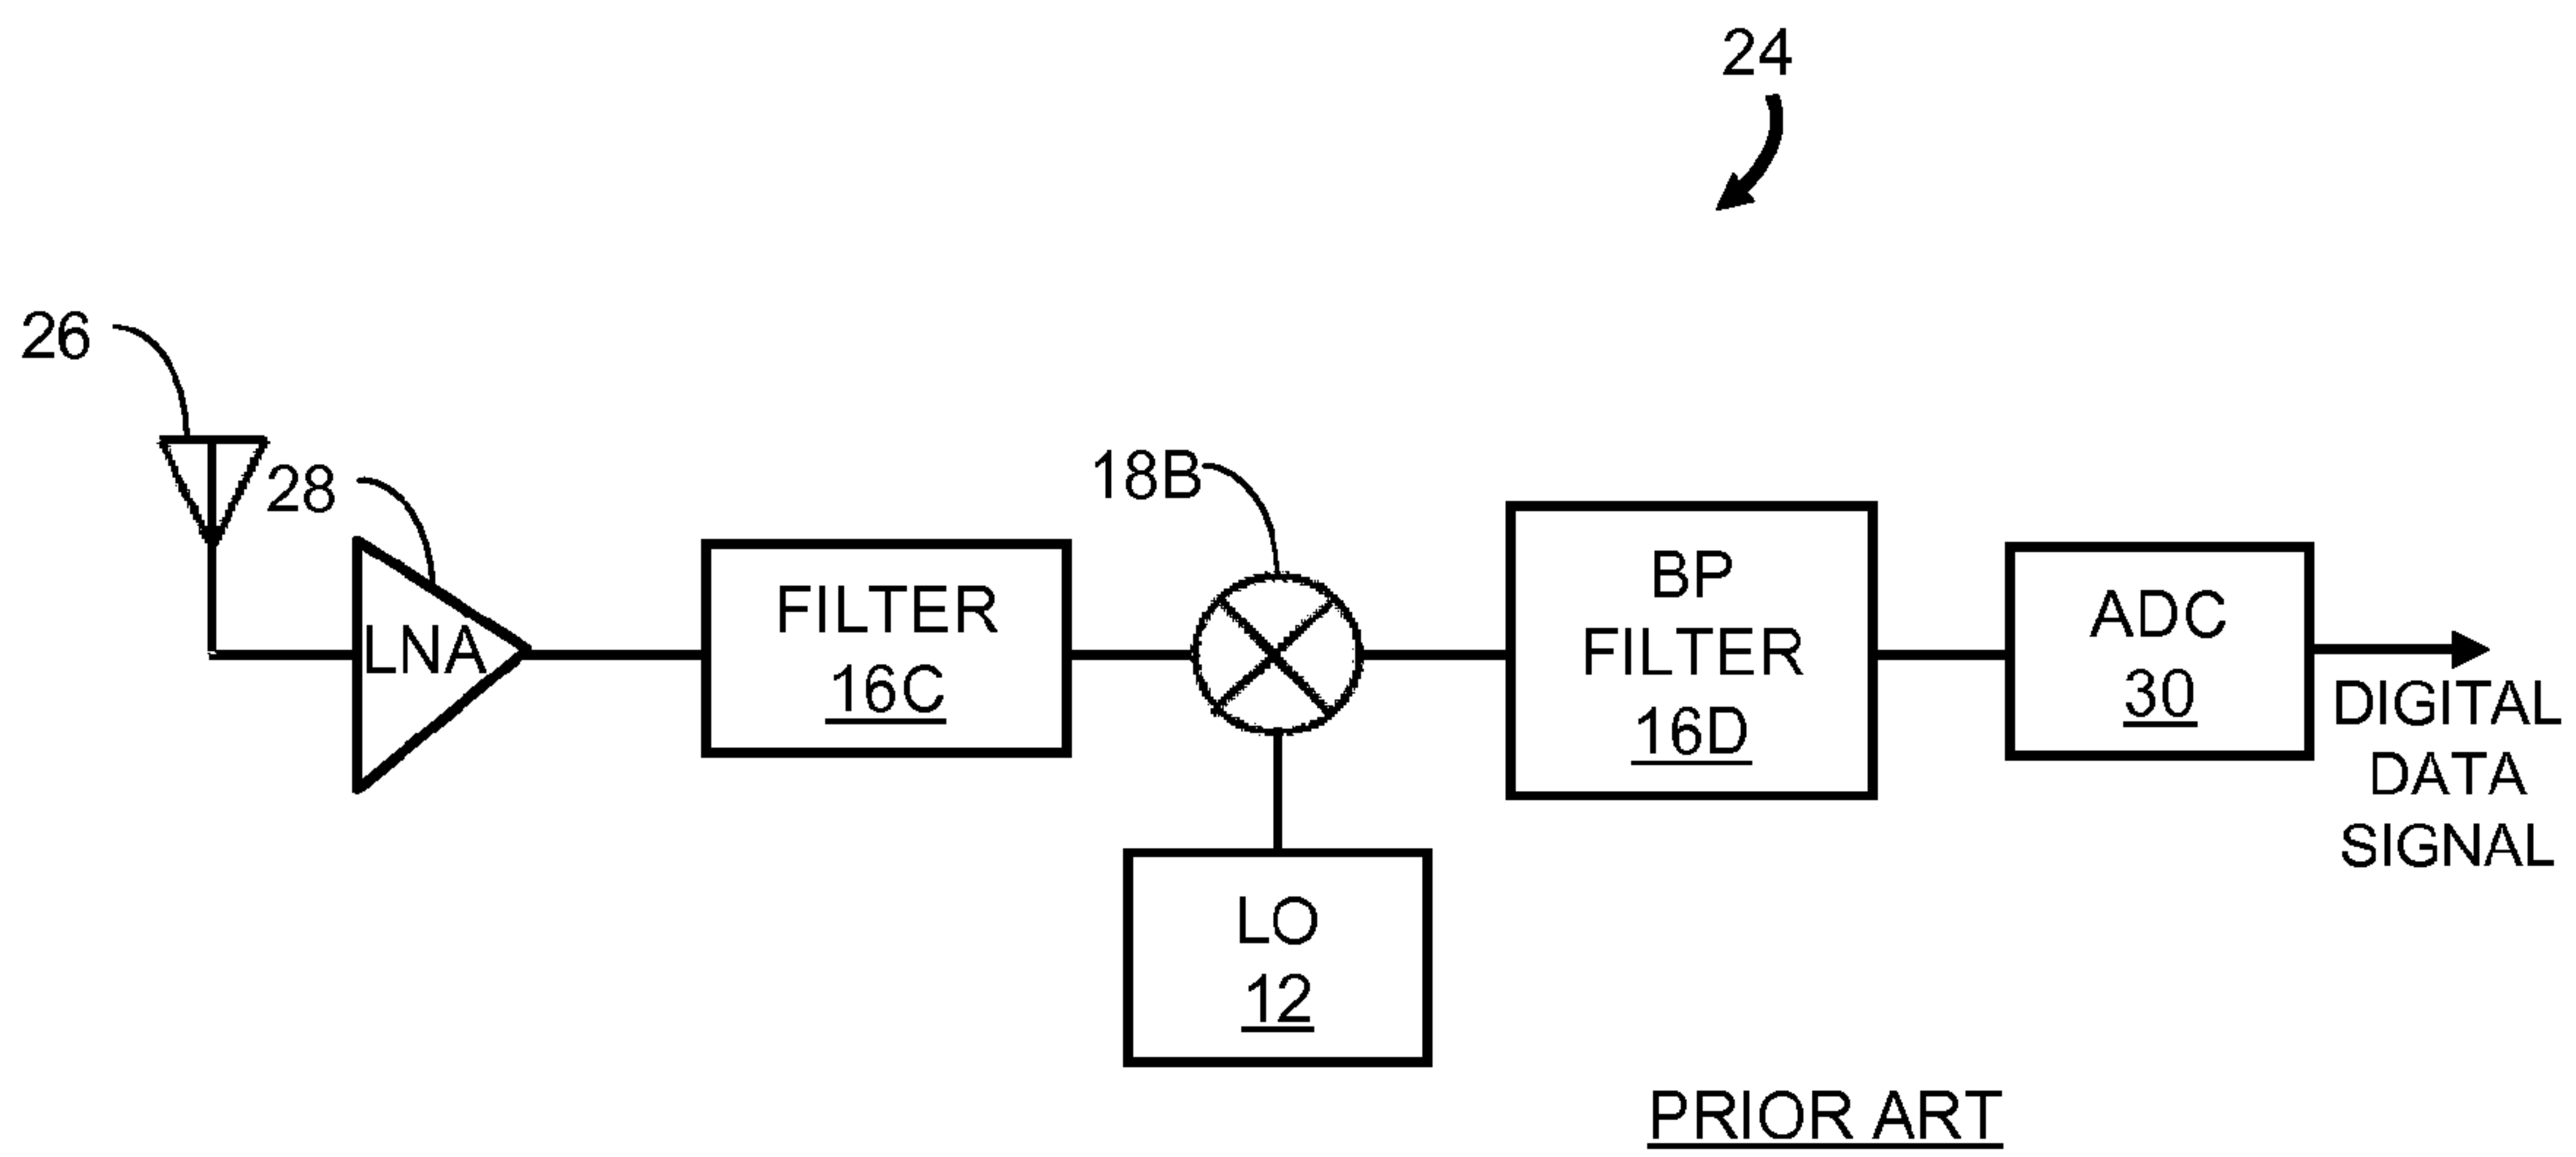 24
26
28
LNA
FILTER
16C
18B
LO
12
BP
FILTER
16D
ADC
30
DIGITAL
DATA
SIGNAL
PRIOR ART